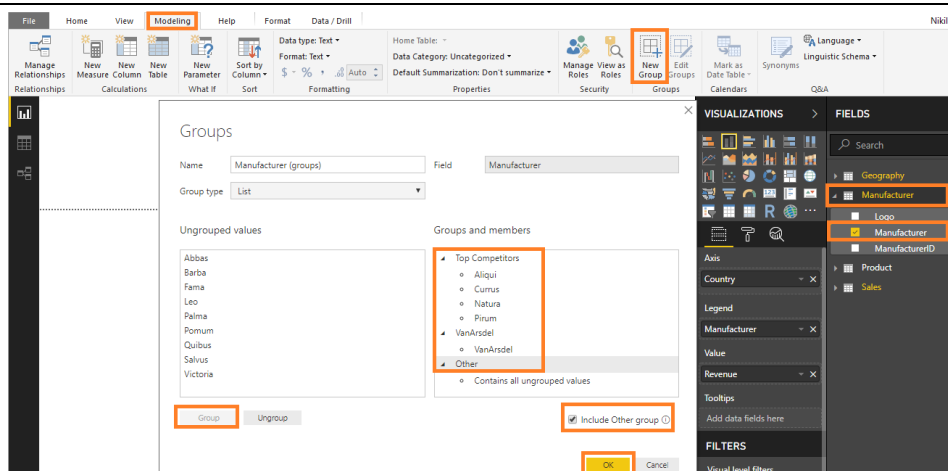 File Home View Modeling Help Format Data / Drill Nikil
Manage Relationships
New Measure
New Column
New Table
New Parameter
Sort by Column
Data type: Text
Format: Text
$ - % , .00 Auto
Home Table:
Data Category: Uncategorized
Default Summarization: Don't summarize
Manage Roles
View as Roles
New Group
Edit Groups
Mark as Date Table
Synonyms
Language
Linguistic Schema
Relationships Calculations What If Sort Formatting Properties Security Groups Calendars Q&A
Groups
Name Manufacturer (groups) Field Manufacturer
Group type List
Ungrouped values
Abbas
Barba
Fama
Leo
Palma
Pomum
Quibus
Salvus
Victoria
Groups and members
Top Competitors
Aliqui
Currus
Natura
Pirum
VanArsdel
VanArsdel
Other
Contains all ungrouped values
Group Ungroup
Include Other group
OK Cancel
VISUALIZATIONS
R
Axis
Country
Legend
Manufacturer
Value
Revenue
Tooltips
Add data fields here
FILTERS
Visual level filters
FIELDS
Search
Geography
Manufacturer
Logo
Manufacturer
ManufacturerID
Product
Sales